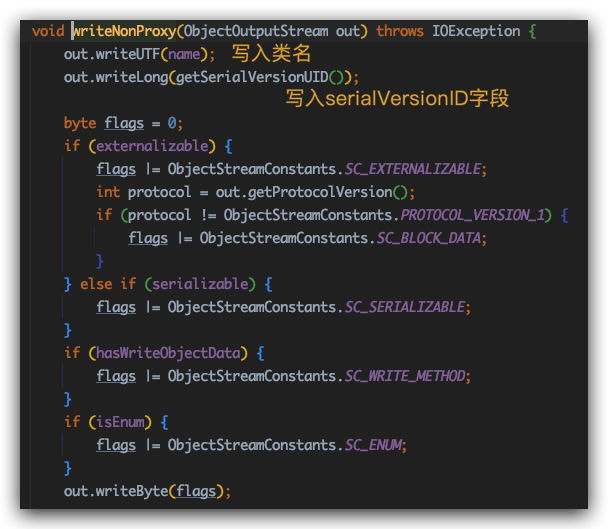 void writeNonProxy(ObjectOutputStream out) throws IOException {
out.writeUTF(name); 写入类名
out.writeLong(getSerialVersionUID());
写入serialVersionID字段
byte flags = 0;
if (externalizable) {
flags |= ObjectStreamConstants.SC_EXTERNALIZABLE;
int protocol = out.getProtocolVersion();
if (protocol != ObjectStreamConstants.PROTOCOL_VERSION_1) {
flags |= ObjectStreamConstants.SC_BLOCK_DATA;
}
} else if (serializable) {
flags |= ObjectStreamConstants.SC_SERIALIZABLE;
}
if (hasWriteObjectData) {
flags |= ObjectStreamConstants.SC_WRITE_METHOD;
}
if (isEnum) {
flags |= ObjectStreamConstants.SC_ENUM;
}
out.writeByte(flags);